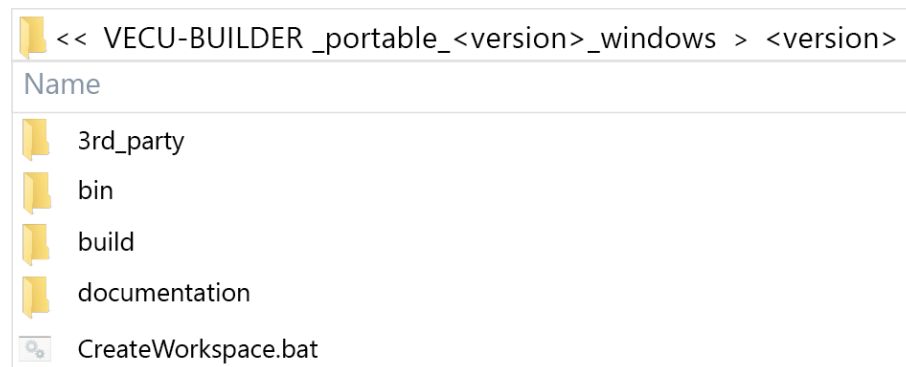 << VECU-BUILDER _portable_<version>_windows > <version>
Name
3rd_party
bin
build
documentation
CreateWorkspace.bat